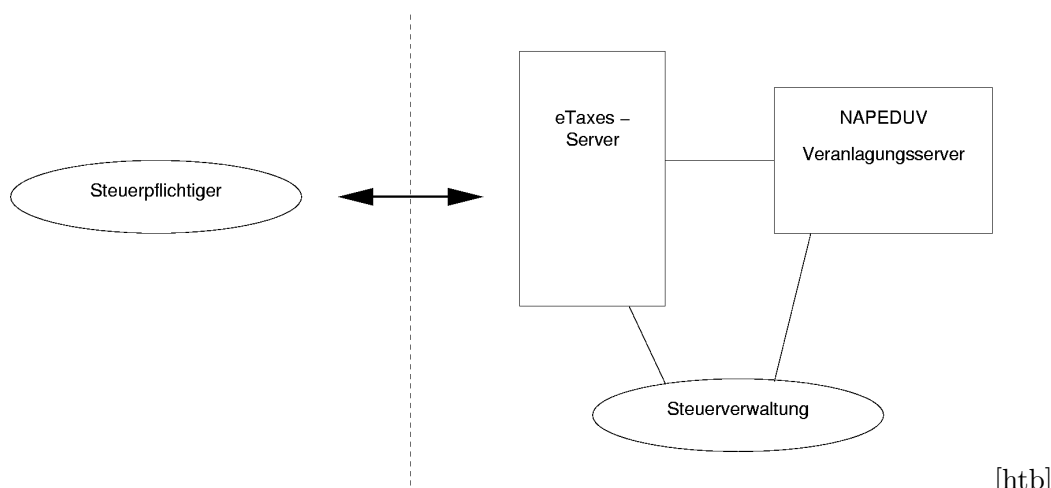 eTaxes –
Server
NAPEDUV
Veranlagungsserver
Steuerpflichtiger
Steuerverwaltung
[htb]